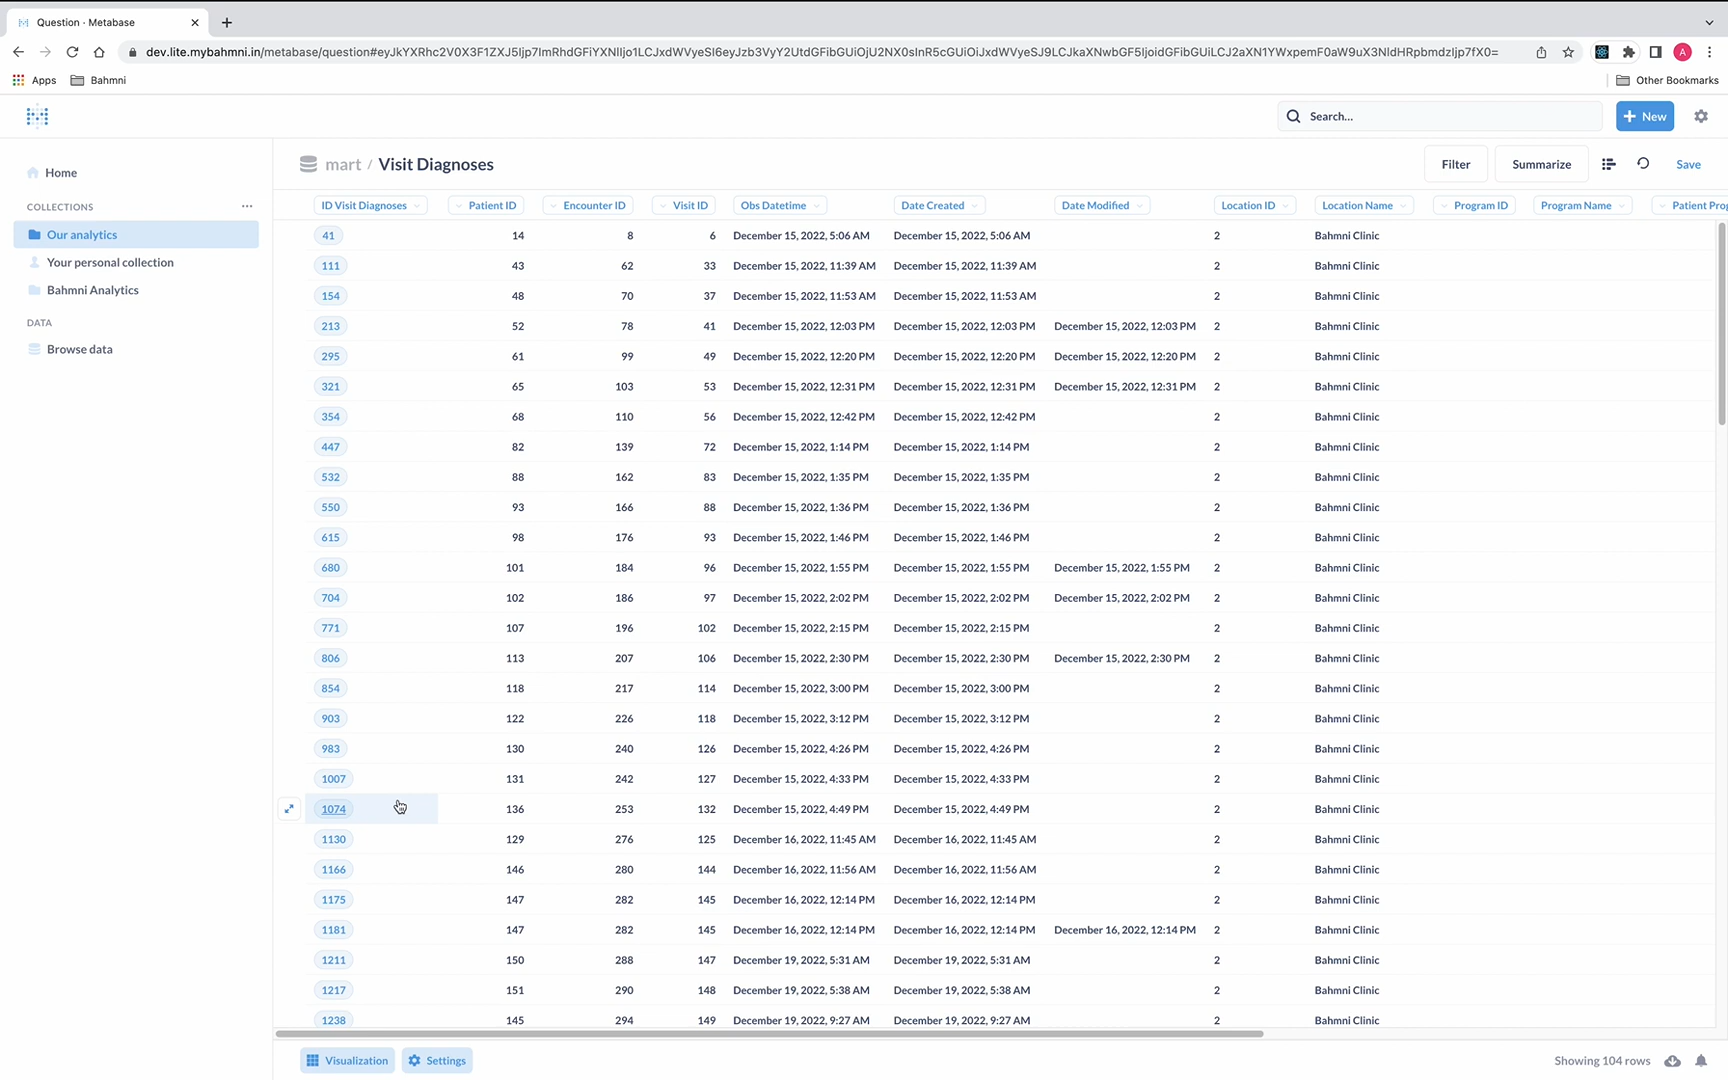 Question · Metabase
dev.lite.mybahmni.in/metabase/question#eyJkYXRhc2V0X3F1ZXJ5Ijp7ImRhdGFiYXNlIjo1LCJxdWVyeSI6eyJzb3VyY2UtdGFibGUiOjU2NX0sInR5cGUiOiJxdWVyeSJ9LCJkaXNwbGF5IjoidGFibGUiLCJ2aXN1YWxpemF0aW9uX3NldHRpbmdzIjp7fX0=
A
Apps Bahmni Other Bookmarks
Search... + New
Home
COLLECTIONS
Our analytics
Your personal collection
Bahmni Analytics
DATA
Browse data
mart / Visit Diagnoses Filter Summarize Save
ID Visit Diagnoses Patient ID Encounter ID Visit ID Obs Datetime Date Created Date Modified Location ID Location Name Program ID Program Name Patient Prog
41 14 8 6 December 15, 2022, 5:06 AM December 15, 2022, 5:06 AM 2 Bahmni Clinic
111 43 62 33 December 15, 2022, 11:39 AM December 15, 2022, 11:39 AM 2 Bahmni Clinic
154 48 70 37 December 15, 2022, 11:53 AM December 15, 2022, 11:53 AM 2 Bahmni Clinic
213 52 78 41 December 15, 2022, 12:03 PM December 15, 2022, 12:03 PM December 15, 2022, 12:03 PM 2 Bahmni Clinic
295 61 99 49 December 15, 2022, 12:20 PM December 15, 2022, 12:20 PM December 15, 2022, 12:20 PM 2 Bahmni Clinic
321 65 103 53 December 15, 2022, 12:31 PM December 15, 2022, 12:31 PM December 15, 2022, 12:31 PM 2 Bahmni Clinic
354 68 110 56 December 15, 2022, 12:42 PM December 15, 2022, 12:42 PM 2 Bahmni Clinic
447 82 139 72 December 15, 2022, 1:14 PM December 15, 2022, 1:14 PM 2 Bahmni Clinic
532 88 162 83 December 15, 2022, 1:35 PM December 15, 2022, 1:35 PM 2 Bahmni Clinic
550 93 166 88 December 15, 2022, 1:36 PM December 15, 2022, 1:36 PM 2 Bahmni Clinic
615 98 176 93 December 15, 2022, 1:46 PM December 15, 2022, 1:46 PM 2 Bahmni Clinic
680 101 184 96 December 15, 2022, 1:55 PM December 15, 2022, 1:55 PM December 15, 2022, 1:55 PM 2 Bahmni Clinic
704 102 186 97 December 15, 2022, 2:02 PM December 15, 2022, 2:02 PM December 15, 2022, 2:02 PM 2 Bahmni Clinic
771 107 196 102 December 15, 2022, 2:15 PM December 15, 2022, 2:15 PM 2 Bahmni Clinic
806 113 207 106 December 15, 2022, 2:30 PM December 15, 2022, 2:30 PM December 15, 2022, 2:30 PM 2 Bahmni Clinic
854 118 217 114 December 15, 2022, 3:00 PM December 15, 2022, 3:00 PM 2 Bahmni Clinic
903 122 226 118 December 15, 2022, 3:12 PM December 15, 2022, 3:12 PM 2 Bahmni Clinic
983 130 240 126 December 15, 2022, 4:26 PM December 15, 2022, 4:26 PM 2 Bahmni Clinic
1007 131 242 127 December 15, 2022, 4:33 PM December 15, 2022, 4:33 PM 2 Bahmni Clinic
1074 136 253 132 December 15, 2022, 4:49 PM December 15, 2022, 4:49 PM 2 Bahmni Clinic
1130 129 276 125 December 16, 2022, 11:45 AM December 16, 2022, 11:45 AM 2 Bahmni Clinic
1166 146 280 144 December 16, 2022, 11:56 AM December 16, 2022, 11:56 AM 2 Bahmni Clinic
1175 147 282 145 December 16, 2022, 12:14 PM December 16, 2022, 12:14 PM 2 Bahmni Clinic
1181 147 282 145 December 16, 2022, 12:14 PM December 16, 2022, 12:14 PM December 16, 2022, 12:14 PM 2 Bahmni Clinic
1211 150 288 147 December 19, 2022, 5:31 AM December 19, 2022, 5:31 AM 2 Bahmni Clinic
1217 151 290 148 December 19, 2022, 5:38 AM December 19, 2022, 5:38 AM 2 Bahmni Clinic
1238 145 294 149 December 19, 2022, 9:27 AM December 19, 2022, 9:27 AM 2 Bahmni Clinic
Visualization Settings Showing 104 rows